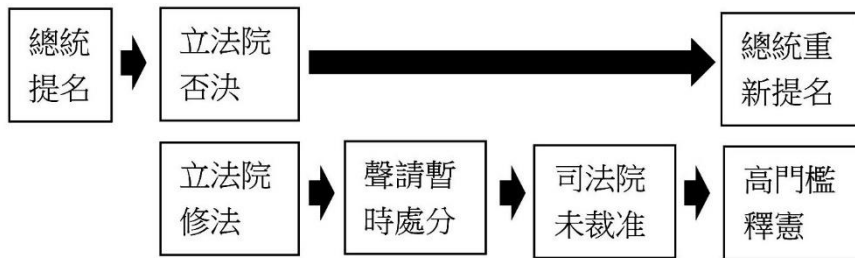 總統
提名
立法院
否決
總統重
新提名
立法院
修法
聲請暫
時處分
司法院
未裁准
高門檻
釋憲